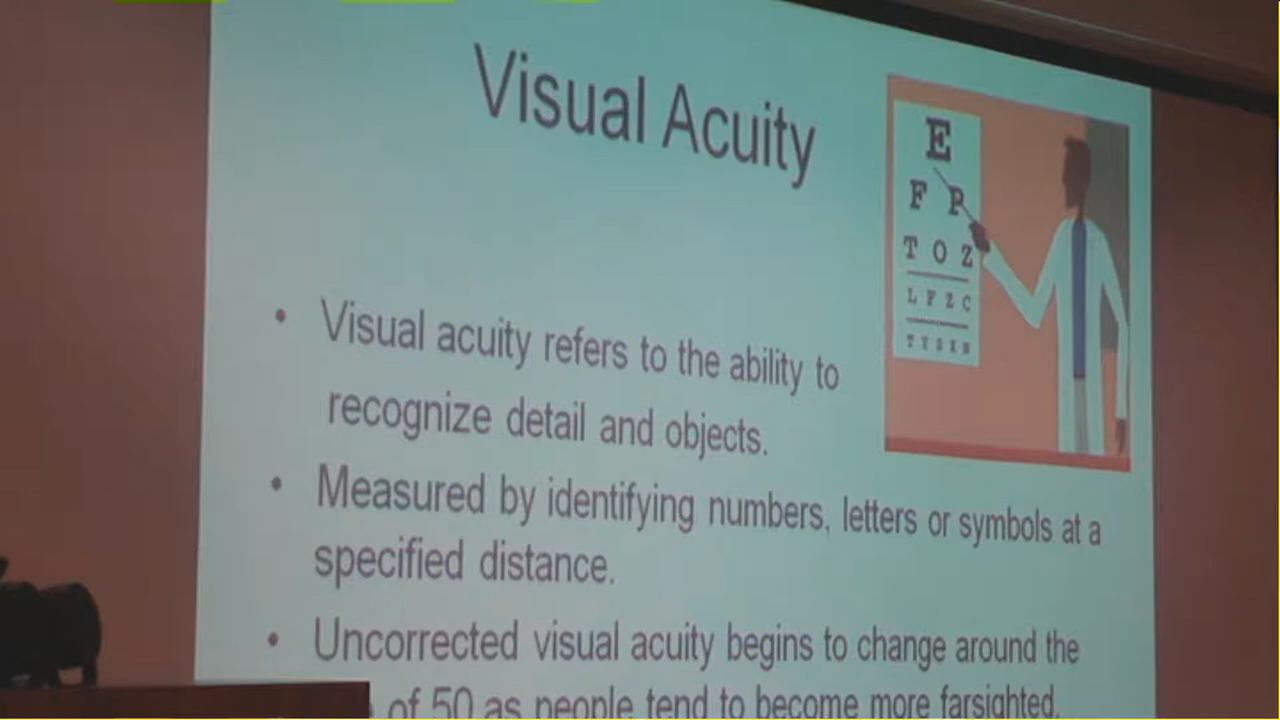 Visual Acuity
E
F P
T O Z
L P Z C
• Visual acuity refers to the ability to
recognize detail and objects.
• Measured by identifying numbers, letters or symbols at a
specified distance.
• Uncorrected visual acuity begins to change around the
of 50 as people tend to become more farsighted.